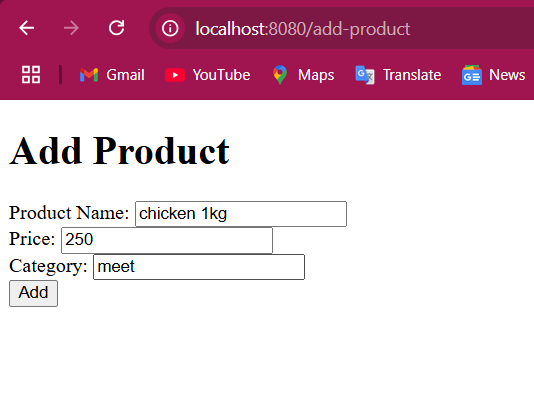 localhost:8080/add-product
Gmail YouTube Maps Translate News
Add Product
Product Name: chicken 1kg
Price: 250
Category: meet
Add